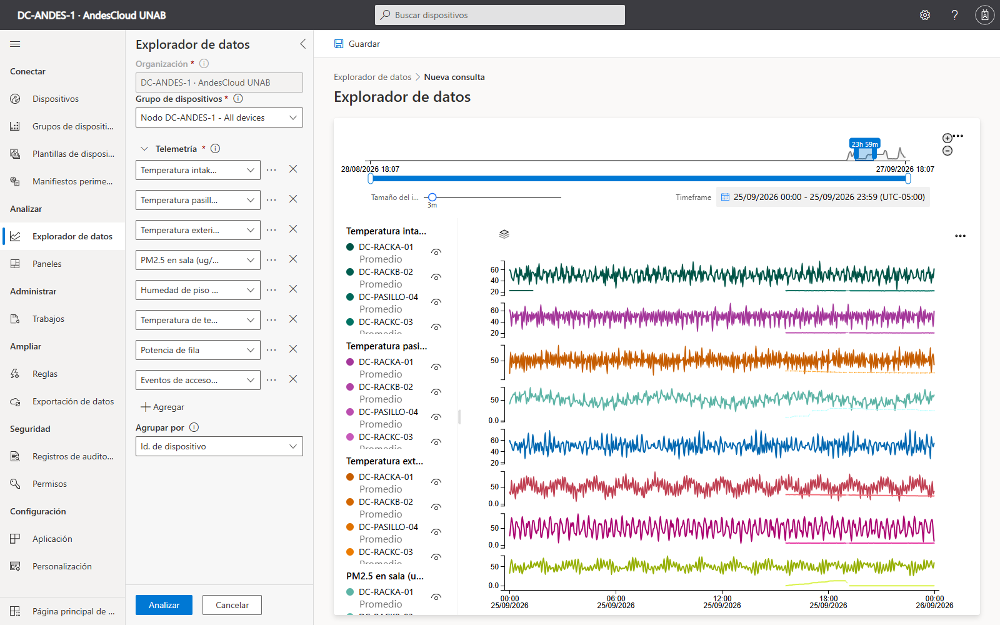 DC-ANDES-1 · AndesCloud UNAB
Buscar dispositivos
Conectar
Dispositivos
Grupos de dispositi...
Plantillas de disposi...
Manifiestos perime...
Analizar
Explorador de datos
Paneles
Administrar
Trabajos
Ampliar
Reglas
Exportación de datos
Seguridad
Registros de audito...
Permisos
Configuración
Aplicación
Personalización
Página principal de ...
Explorador de datos
Organización *
DC-ANDES-1 · AndesCloud UNAB
Grupo de dispositivos *
Nodo DC-ANDES-1 - All devices
Telemetría *
Temperatura intak...
Temperatura pasill...
Temperatura exteri...
PM2.5 en sala (ug/...
Humedad de piso ...
Temperatura de te...
Potencia de fila
Eventos de acceso...
Agregar
Agrupar por
Id. de dispositivo
Analizar
Cancelar
Guardar
Explorador de datos > Nueva consulta
Explorador de datos
23h 59m
28/08/2026 18:07
27/09/2026 18:07
Tamaño del i...
3m
Timeframe
25/09/2026 00:00 - 25/09/2026 23:59 (UTC-05:00)
Temperatura inta...
DC-RACKA-01
Promedio
DC-RACKB-02
Promedio
DC-PASILLO-04
Promedio
DC-RACKC-03
Promedio
Temperatura pasi...
DC-RACKA-01
Promedio
DC-RACKB-02
Promedio
DC-PASILLO-04
Promedio
DC-RACKC-03
Promedio
Temperatura ext...
DC-RACKA-01
Promedio
DC-RACKB-02
Promedio
DC-PASILLO-04
Promedio
DC-RACKC-03
Promedio
PM2.5 en sala (u...
DC-RACKA-01
Promedio
DC-RACKB-02
60
40
20
60
40
20
50
50
0.0
60
40
20
50
0.0
50
0.0
50
0.0
00:00
25/09/2026
06:00
25/09/2026
12:00
25/09/2026
18:00
25/09/2026
00:00
26/09/2026